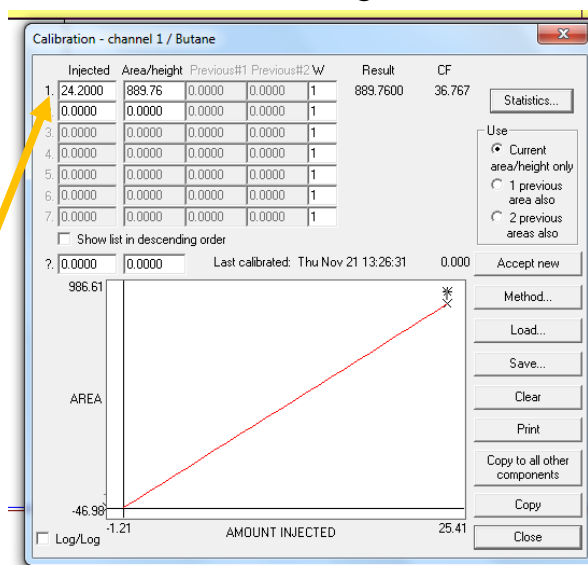 Calibration - channel 1 / Butane
Injected Area/height Previous#1 Previous#2 W Result CF
1. 24.2000 889.76 0.0000 0.0000 1 889.7600 36.767
0.0000 0.0000 0.0000 0.0000 1
3. 0.0000 0.0000 0.0000 0.0000 1
4. 0.0000 0.0000 0.0000 0.0000 1
5. 0.0000 0.0000 0.0000 0.0000 1
6. 0.0000 0.0000 0.0000 0.0000 1
7. 0.0000 0.0000 0.0000 0.0000 1
Show list in descending order
?. 0.0000 0.0000 Last calibrated: Thu Nov 21 13:26:31 0.000
986.61
AREA
-46.98
-1.21 AMOUNT INJECTED 25.41
Log/Log
Statistics...
Use
Current area/height only
1 previous area also
2 previous areas also
Accept new
Method...
Load...
Save...
Clear
Print
Copy to all other components
Copy
Close